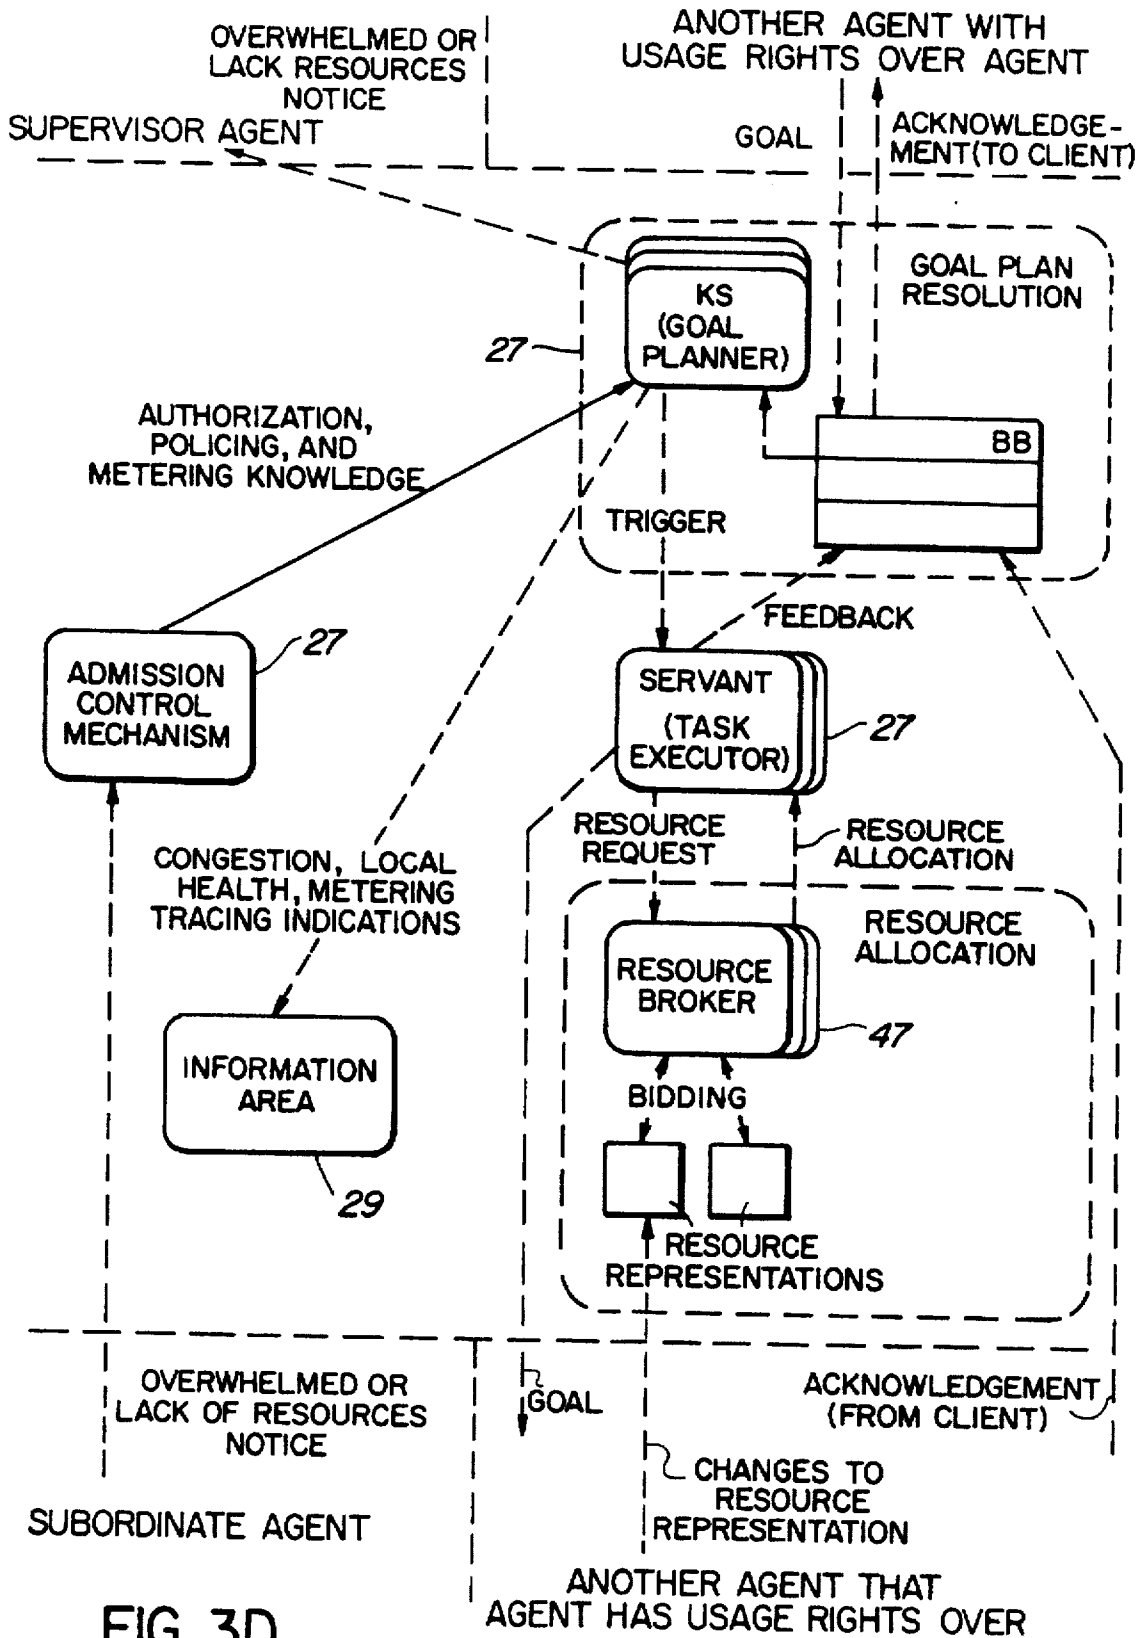 OVERWHELMED OR
LACK RESOURCES
NOTICE
SUPERVISOR AGENT
ANOTHER AGENT WITH
USAGE RIGHTS OVER AGENT
GOAL
ACKNOWLEDGE-
MENT(TO CLIENT)
KS
(GOAL
PLANNER)
GOAL PLAN
RESOLUTION
27
BB
AUTHORIZATION,
POLICING, AND
METERING KNOWLEDGE
TRIGGER
FEEDBACK
ADMISSION
CONTROL
MECHANISM
27
SERVANT
(TASK
EXECUTOR)
27
RESOURCE
REQUEST
RESOURCE
ALLOCATION
CONGESTION, LOCAL
HEALTH, METERING
TRACING INDICATIONS
RESOURCE
ALLOCATION
RESOURCE
BROKER
47
INFORMATION
AREA
29
BIDDING
RESOURCE
REPRESENTATIONS
OVERWHELMED OR
LACK OF RESOURCES
NOTICE
GOAL
ACKNOWLEDGEMENT
(FROM CLIENT)
CHANGES TO
RESOURCE
REPRESENTATION
SUBORDINATE AGENT
ANOTHER AGENT THAT
AGENT HAS USAGE RIGHTS OVER
FIG. 3D